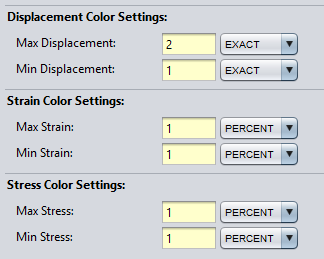 Displacement Color Settings:
Max Displacement: 2 EXACT
Min Displacement: 1 EXACT
Strain Color Settings:
Max Strain: 1 PERCENT
Min Strain: 1 PERCENT
Stress Color Settings:
Max Stress: 1 PERCENT
Min Stress: 1 PERCENT